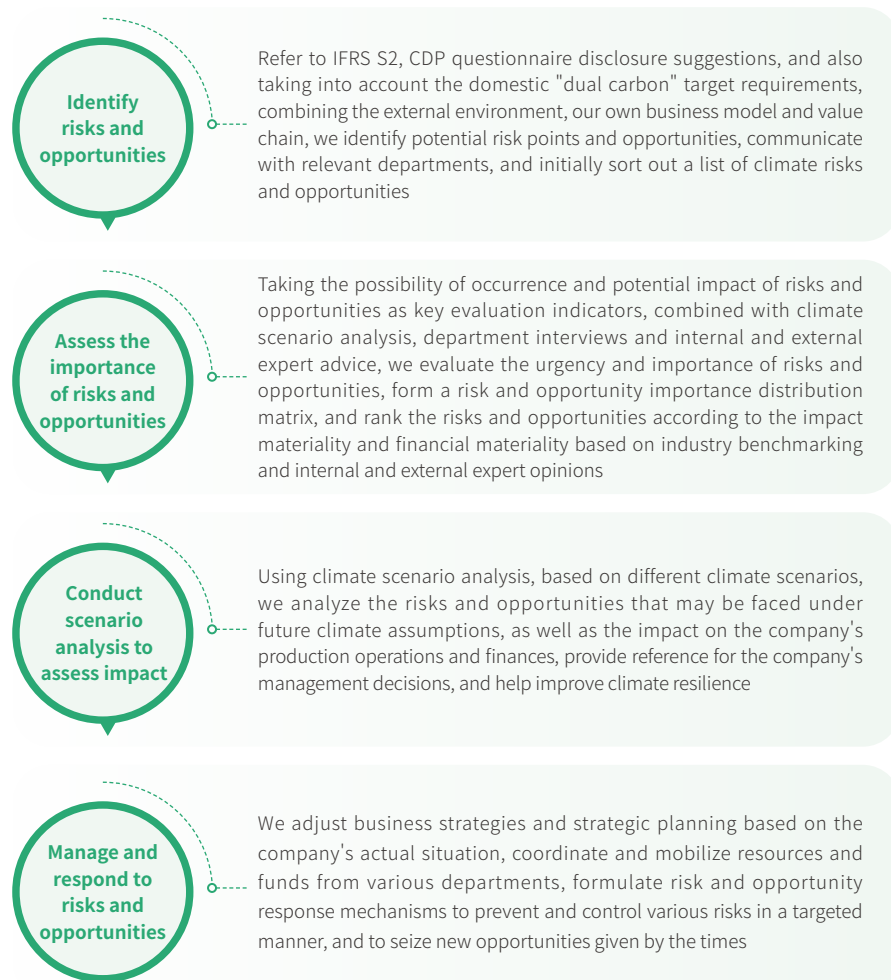 Identify
risks and
opportunities
Refer to IFRS S2, CDP questionnaire disclosure suggestions, and also
taking into account the domestic "dual carbon" target requirements,
combining the external environment, our own business model and value
chain, we identify potential risk points and opportunities, communicate
with relevant departments, and initially sort out a list of climate risks
and opportunities
Assess the
importance
of risks and
opportunities
Taking the possibility of occurrence and potential impact of risks and
opportunities as key evaluation indicators, combined with climate
scenario analysis, department interviews and internal and external
expert advice, we evaluate the urgency and importance of risks and
opportunities, form a risk and opportunity importance distribution
matrix, and rank the risks and opportunities according to the impact
materiality and financial materiality based on industry benchmarking
and internal and external expert opinions
Conduct
scenario
analysis to
assess impact
Using climate scenario analysis, based on different climate scenarios,
we analyze the risks and opportunities that may be faced under
future climate assumptions, as well as the impact on the company's
production operations and finances, provide reference for the company's
management decisions, and help improve climate resilience
Manage and
respond to
risks and
opportunities
We adjust business strategies and strategic planning based on the
company's actual situation, coordinate and mobilize resources and
funds from various departments, formulate risk and opportunity
response mechanisms to prevent and control various risks in a targeted
manner, and to seize new opportunities given by the times